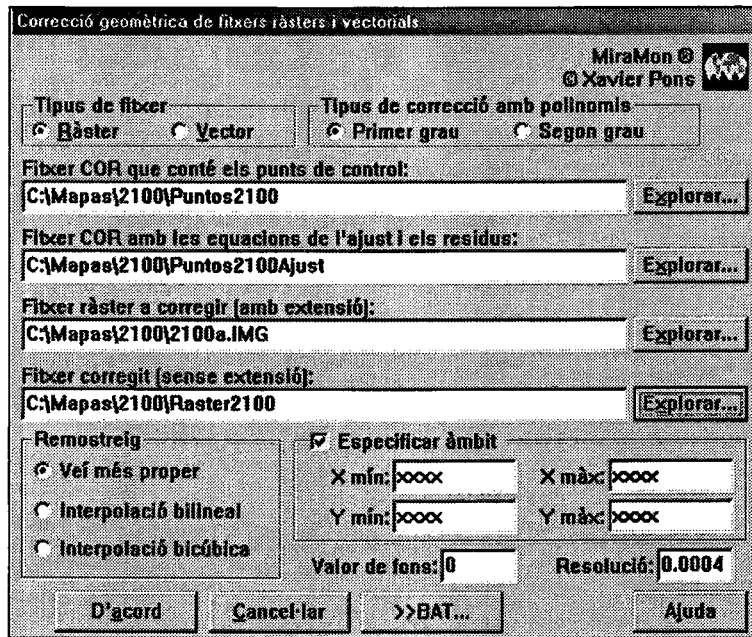 Correcció geomètrica de fitxers ràsters i vectorials
MiraMon ®
© Xavier Pons
Tipus de fitxer
Ràster Vector
Tipus de correcció amb polinomis
Primer grau Segon grau
Fitxer COR que conté els punts de control:
C:\Mapas\2100\Puntos2100 Explorar...
Fitxer COR amb les equacions de l'ajust i els residus:
C:\Mapas\2100\Puntos2100Ajust Explorar...
Fitxer ràster a corregir (amb extensió):
C:\Mapas\2100\2100a.IMG Explorar...
Fitxer corregit (sense extensió):
C:\Mapas\2100\Raster2100 Explorar...
Remostreig
Veí més proper
Interpolació bilineal
Interpolació bicúbica
Especificar àmbit
X mín: xxxx X màx: xxxx
Y mín: xxxx Y màx: xxxx
Valor de fons: 0 Resolució: 0.0004
D'acord Cancel·lar >>BAT... Ajuda